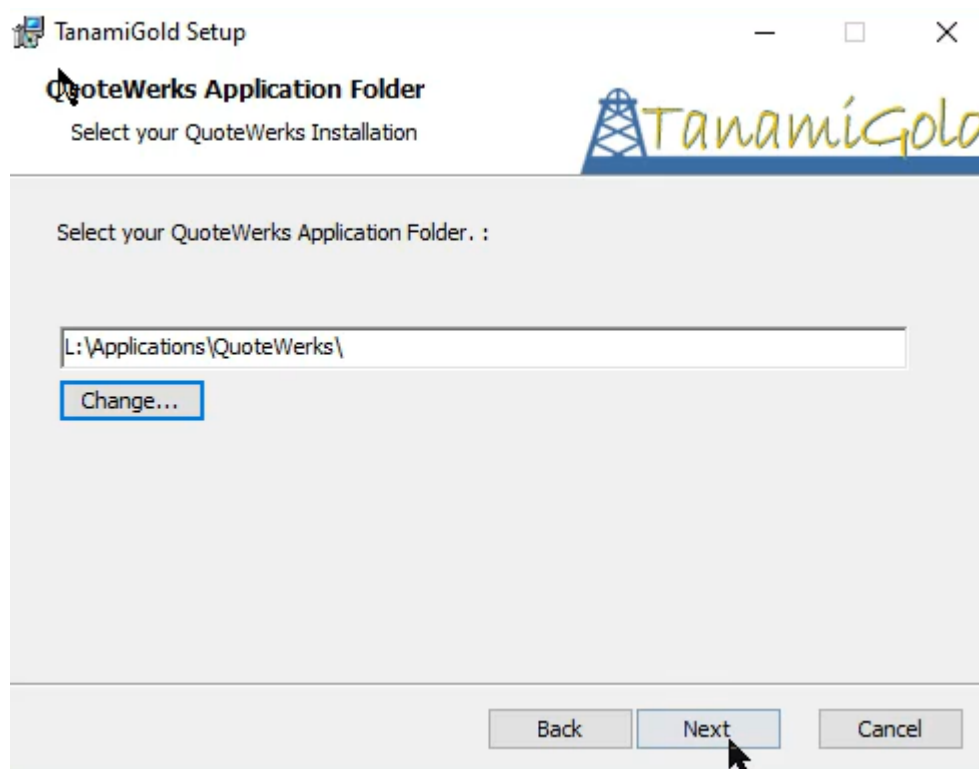 TanamiGold Setup
QuoteWerks Application Folder
Select your QuoteWerks Installation
TanamiGold
Select your QuoteWerks Application Folder. :
L:\Applications\QuoteWerks\
Change...
Back
Next
Cancel